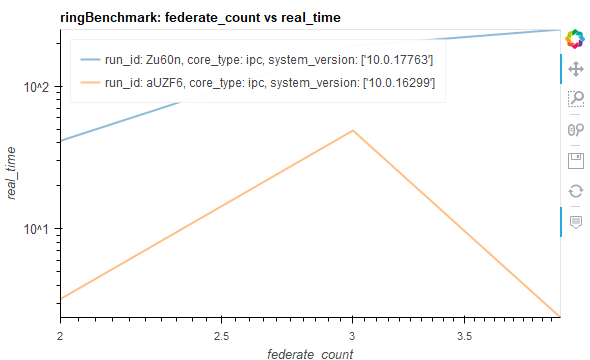 ringBenchmark: federate_count vs real_time
run_id: Zu60n, core_type: ipc, system_version: ['10.0.17763']
run_id: aUZF6, core_type: ipc, system_version: ['10.0.16299']
10^2
10^1
real_time
2
2.5
3
3.5
federate_count